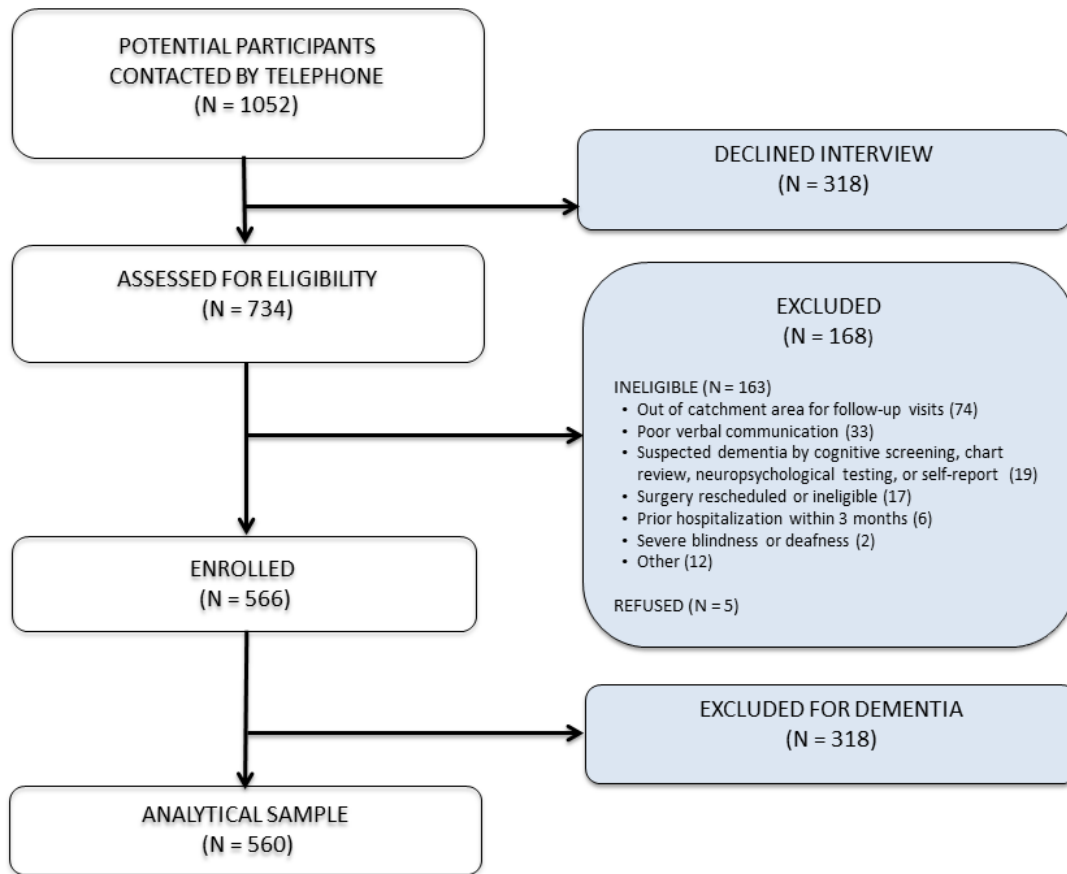 POTENTIAL PARTICIPANTS
CONTACTED BY TELEPHONE
(N = 1052)
DECLINED INTERVIEW
(N = 318)
ASSESSED FOR ELIGIBILITY
(N = 734)
EXCLUDED
(N = 168)
INELIGIBLE (N = 163)
• Out of catchment area for follow-up visits (74)
• Poor verbal communication (33)
• Suspected dementia by cognitive screening, chart
review, neuropsychological testing, or self-report (19)
• Surgery rescheduled or ineligible (17)
• Prior hospitalization within 3 months (6)
• Severe blindness or deafness (2)
• Other (12)
REFUSED (N = 5)
ENROLLED
(N = 566)
EXCLUDED FOR DEMENTIA
(N = 318)
ANALYTICAL SAMPLE
(N = 560)